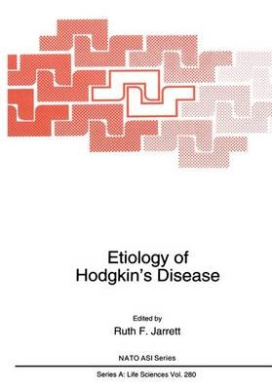 Etiology of
Hodgkin's Disease
Edited by
Ruth F. Jarrett
NATO ASI Series
Series A: Life Sciences Vol. 280